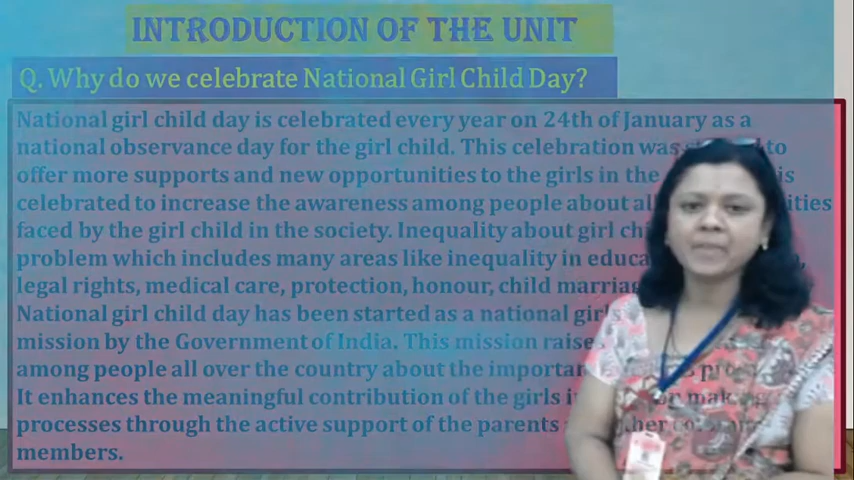 INTRODUCTION OF THE UNIT
Q. Why do we celebrate National Girl Child Day?
National girl child day is celebrated every year on 24th of January as a
national observance day for the girl child. This celebration was to
offer more supports and new opportunities to the girls in the is
celebrated to increase the awareness among people about all
faced by the girl child in the society. Inequality about girl
problem which includes many areas like inequality in
legal rights, medical care, protection, honour, child
National girl child day has been started as a national girls
mission by the Government of India. This mission raises
among people all over the country about the
It enhances the meaningful contribution of the girls
processes through the active support of the parents
members.